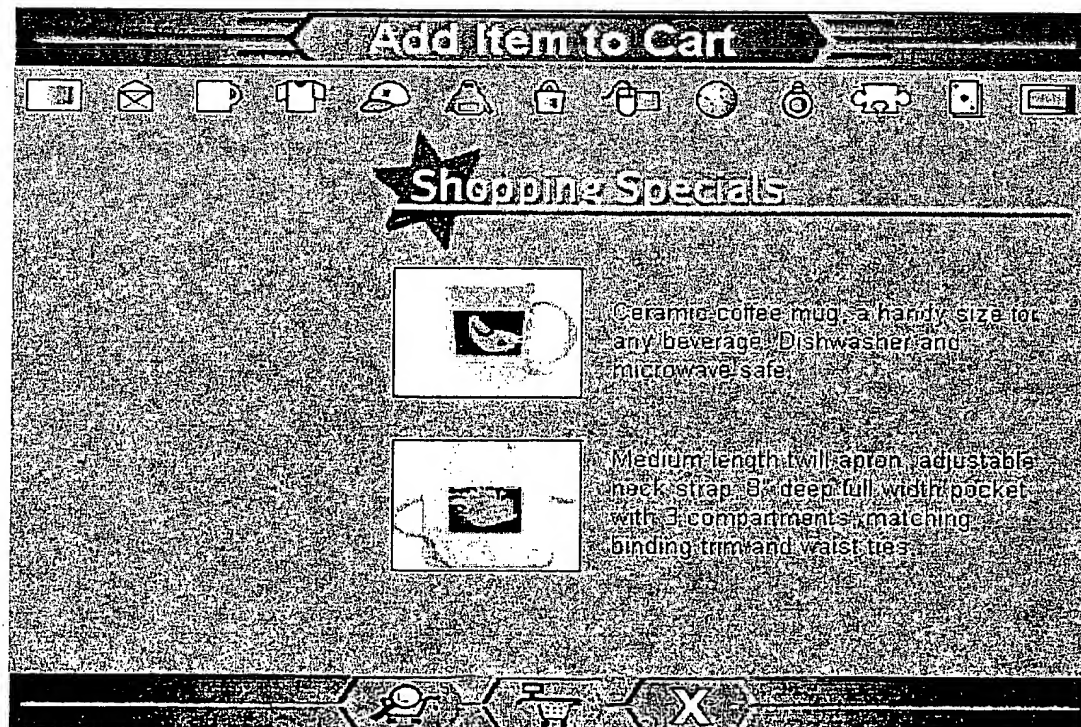 Add Item to Cart
Shopping Specials
Ceramic coffee mug, a handy size for
any beverage. Dishwasher and
microwave safe.
Medium length twill apron, adjustable
neck strap. deep full width pocket
with 3 compartments, matching
binding trim and waist ties.
X